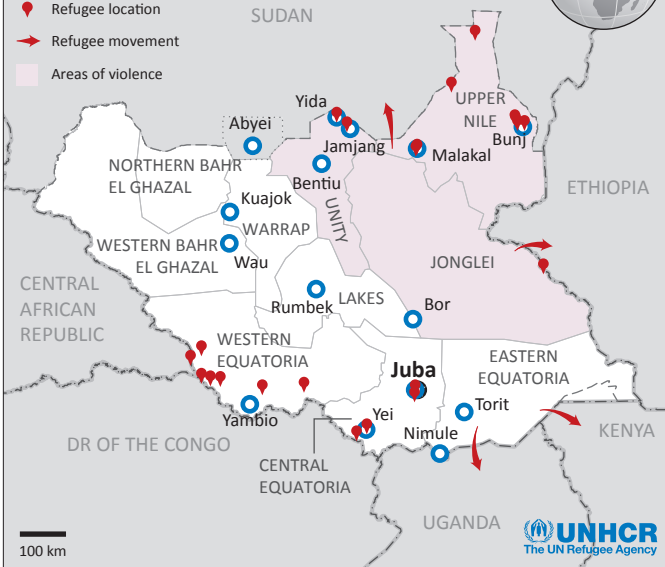 Refugee location
SUDAN
Refugee movement
Areas of violence
UPPER
NILE
Yida
Abyei
Bunj
Jamjang
Malakal
NORTHERN BAHR
EL GHAZAL
Bentiu
ETHIOPIA
Kuajok
UNITY
WARRAP
WESTERN BAHR
EL GHAZAL
Wau
JONGLEI
CENTRAL
AFRICAN
REPUBLIC
LAKES
Rumbek
Bor
WESTERN
EQUATORIA
EASTERN
EQUATORIA
Juba
Torit
Yei
Yambio
Nimule
KENYA
DR OF THE CONGO
CENTRAL
EQUATORIA
UGANDA
100 km
UNHCR
The UN Refugee Agency